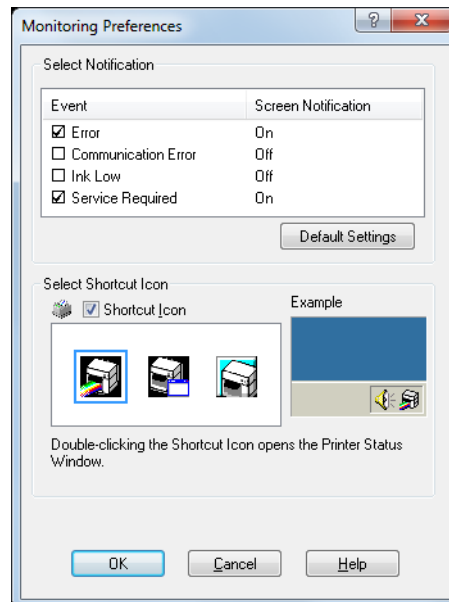 Monitoring Preferences
Select Notification
Event Screen Notification
Error On
Communication Error Off
Ink Low Off
Service Required On
Default Settings
Select Shortcut Icon
Shortcut Icon
Example
Double-clicking the Shortcut Icon opens the Printer Status
Window.
OK Cancel Help